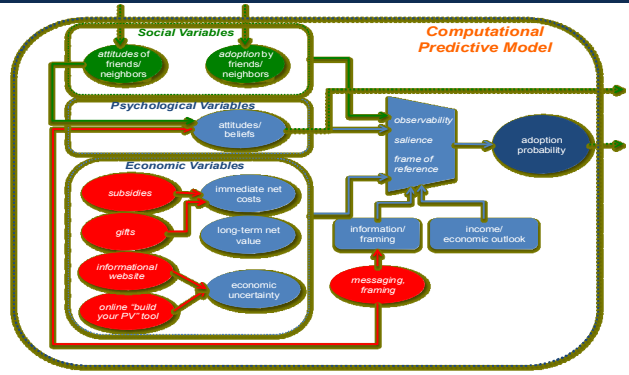 Social Variables
Computational
Predictive Model
attitudes of
friends/
neighbors
adoption by
friends/
neighbors
Psychological Variables
attitudes/
beliefs
observability
salience
frame of
reference
adoption
probability
Economic Variables
subsidies
immediate net
costs
gifts
long-term net
value
information/
framing
income/
economic outlook
informational
website
economic
uncertainty
messaging,
framing
online “build
your PV” tool